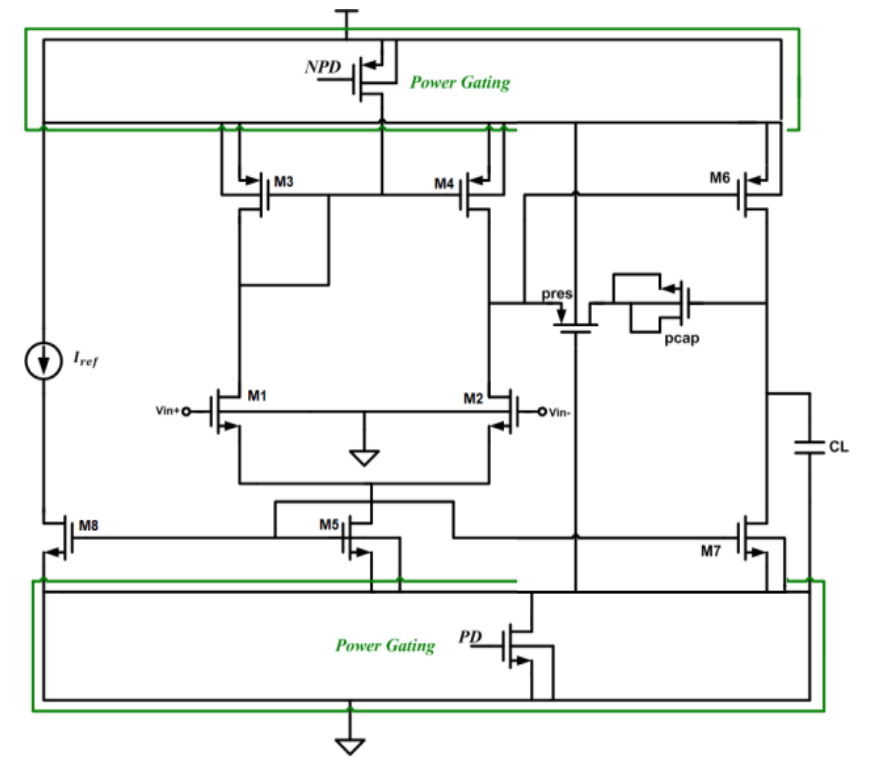 NPD
Power Gating
M3
M4
M6
pres
pcap
I_ref
M1
M2
Vin+
Vin-
CL
M8
M5
M7
Power Gating
PD